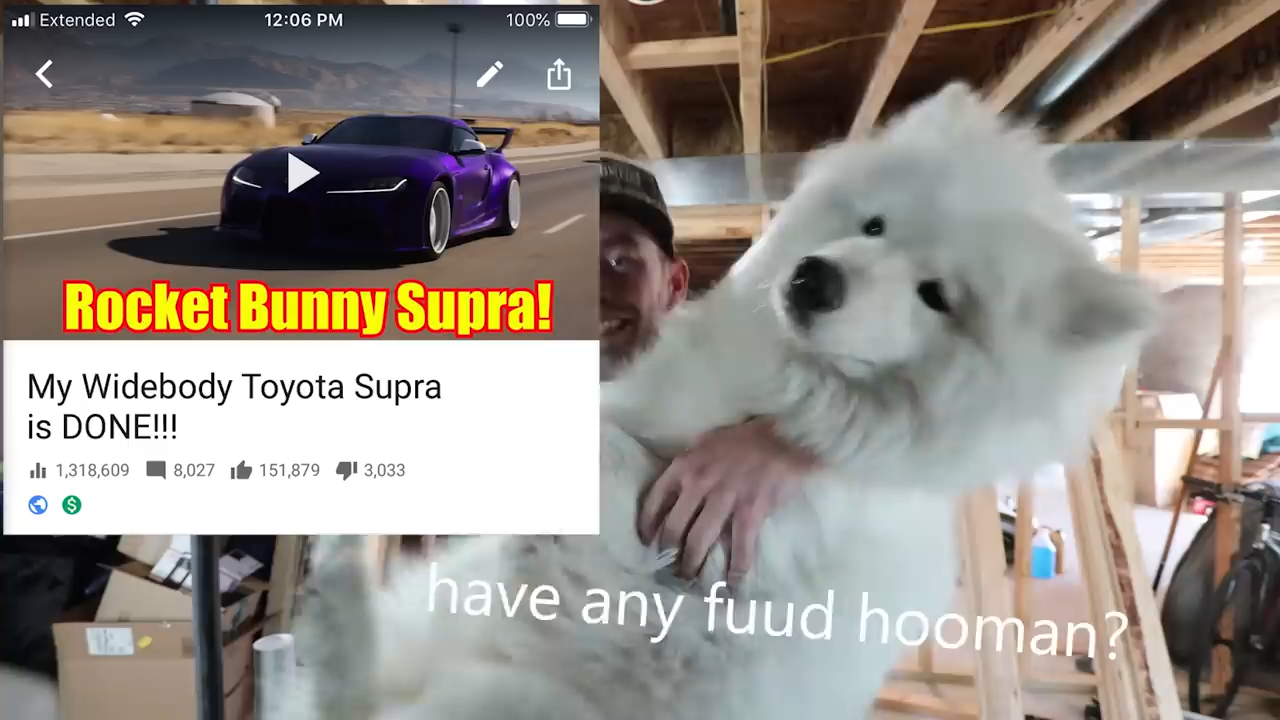 Extended 12:06 PM 100%
Rocket Bunny Supra!
My Widebody Toyota Supra
is DONE!!!
1,318,609 8,027 151,879 3,033
have any fuud hooman?